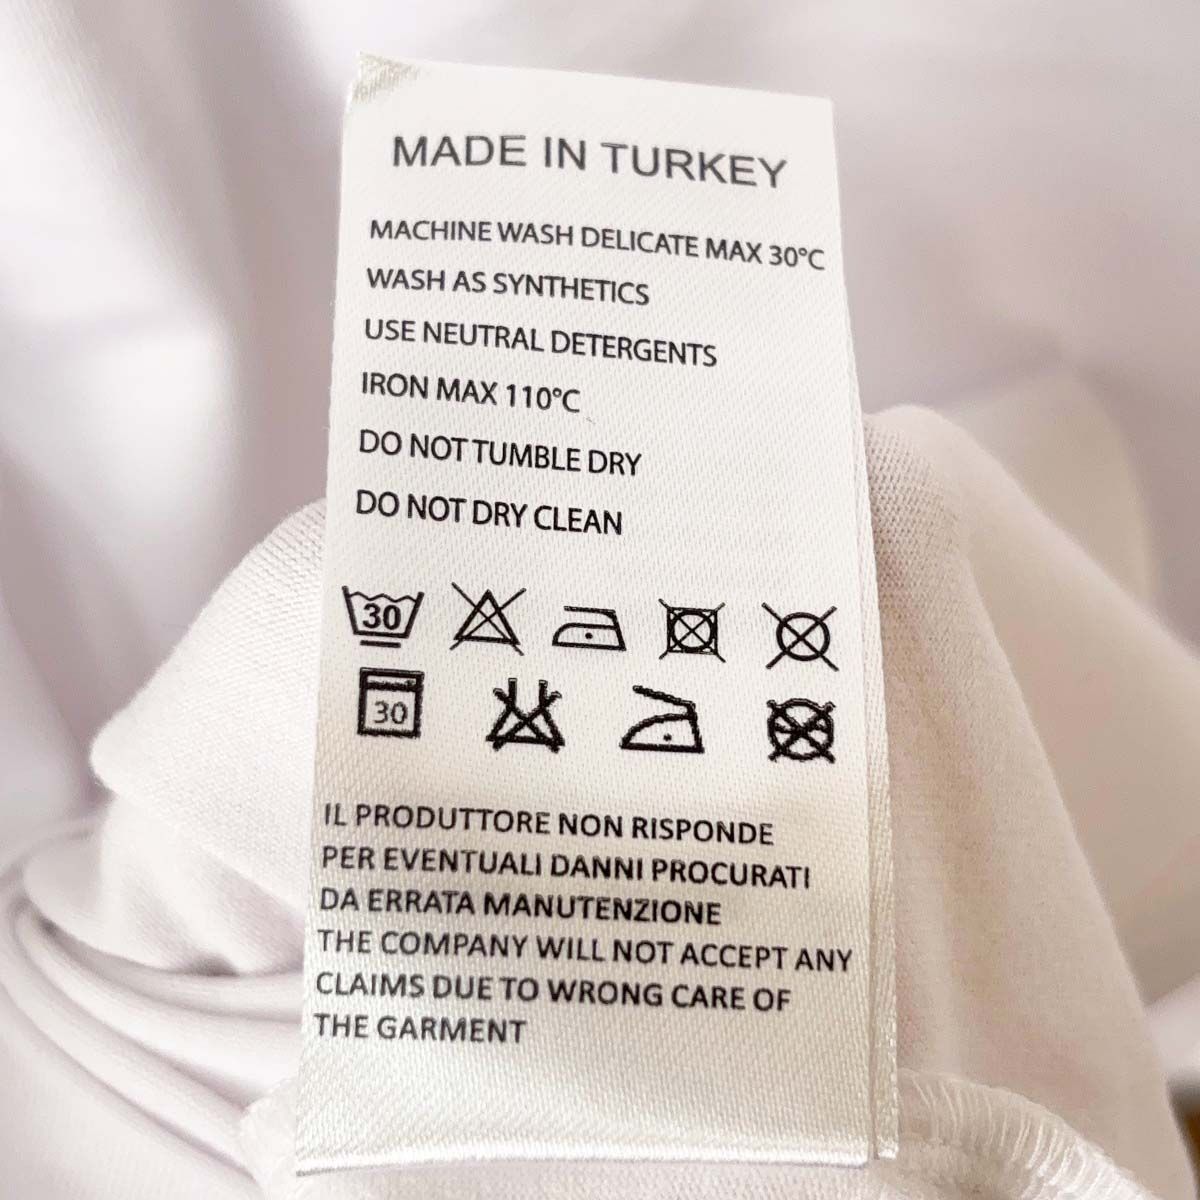 MADE IN TURKEY
MACHINE WASH DELICATE MAX 30°C
WASH AS SYNTHETICS
USE NEUTRAL DETERGENTS
IRON MAX 110°C
DO NOT TUMBLE DRY
DO NOT DRY CLEAN
30
30
IL PRODUTTORE NON RISPONDE
PER EVENTUALI DANNI PROCURATI
DA ERRATA MANUTENZIONE
THE COMPANY WILL NOT ACCEPT ANY
CLAIMS DUE TO WRONG CARE OF
THE GARMENT